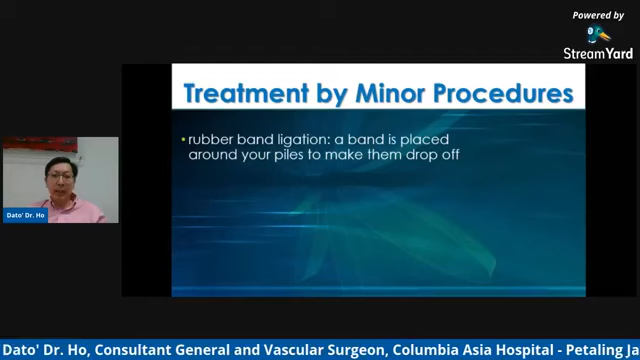 Powered by
StreamYard
Treatment by Minor Procedures
• rubber band ligation: a band is placed
around your piles to make them drop off
Dato' Dr. Ho
Dato' Dr. Ho, Consultant General and Vascular Surgeon, Columbia Asia Hospital - Petaling Ja